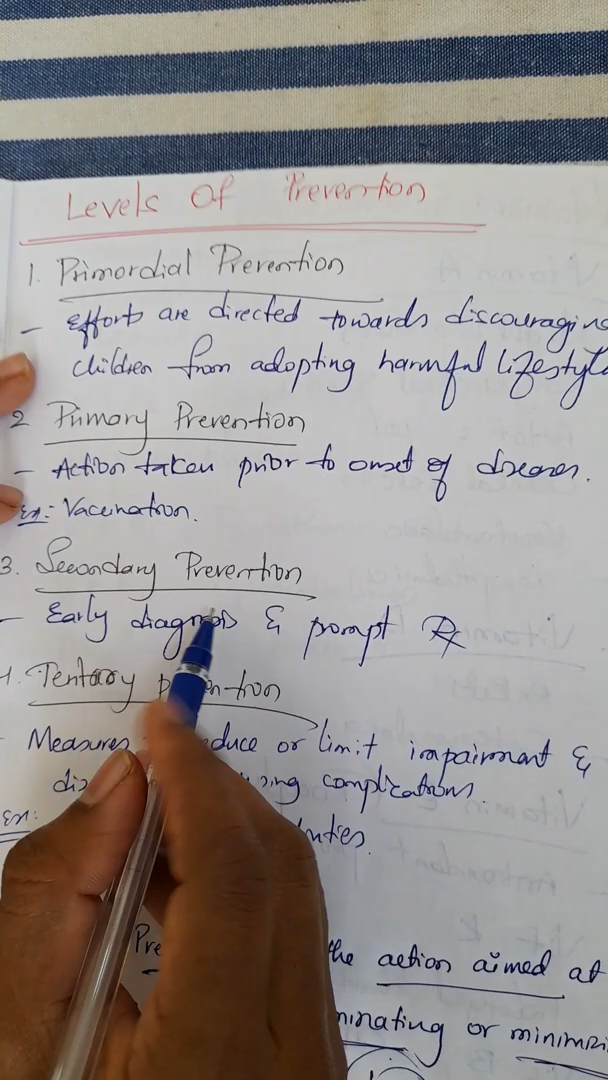 Levels Of Prevention
1. Primordial Prevention
- Efforts are directed towards discouraging
children from adopting harmful lifestyle
2 Primary Prevention
- Action taken prior to onset of diseases.
Ex:- Vaccination.
3. Secondary Prevention
- Early diagnosis & prompt Rx
4. Tertiary
- Measures reduce or limit impairment &
complications.
Ex:
the action aimed at
or